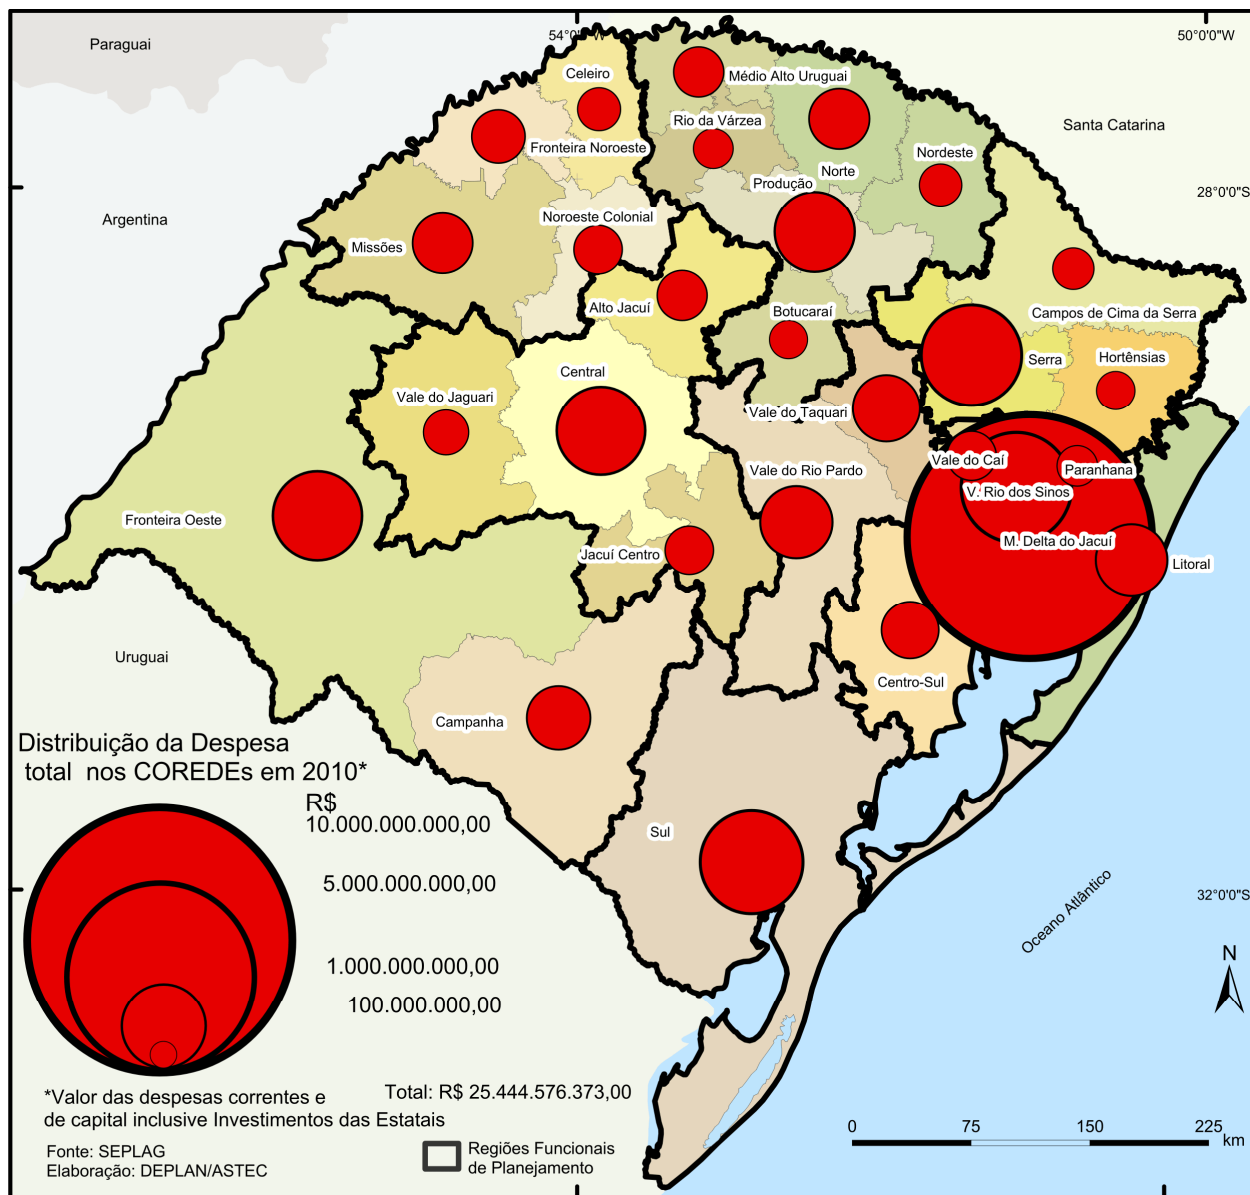 Paraguai
54°0'0"W
50°0'0"W
Celeiro
Médio Alto Uruguai
Rio da Várzea
Santa Catarina
Fronteira Noroeste
Nordeste
Norte
Produção
28°0'0"S
Argentina
Noroeste Colonial
Missões
Alto Jacuí
Botucaraí
Campos de Cima da Serra
Serra
Hortênsias
Central
Vale do Jaguari
Vale do Taquari
Vale do Caí
Paranhana
Vale do Rio Pardo
V. Rio dos Sinos
Fronteira Oeste
M. Delta do Jacuí
Jacuí Centro
Litoral
Uruguai
Centro-Sul
Campanha
Distribuição da Despesa
total nos COREDEs em 2010*
R$
10.000.000.000,00
Sul
5.000.000.000,00
32°0'0"S
Oceano Atlântico
1.000.000.000,00
N
100.000.000,00
*Valor das despesas correntes e
de capital inclusive Investimentos das Estatais
Total: R$ 25.444.576.373,00
Fonte: SEPLAG
Elaboração: DEPLAN/ASTEC
Regiões Funcionais
de Planejamento
0 75 150 225
km